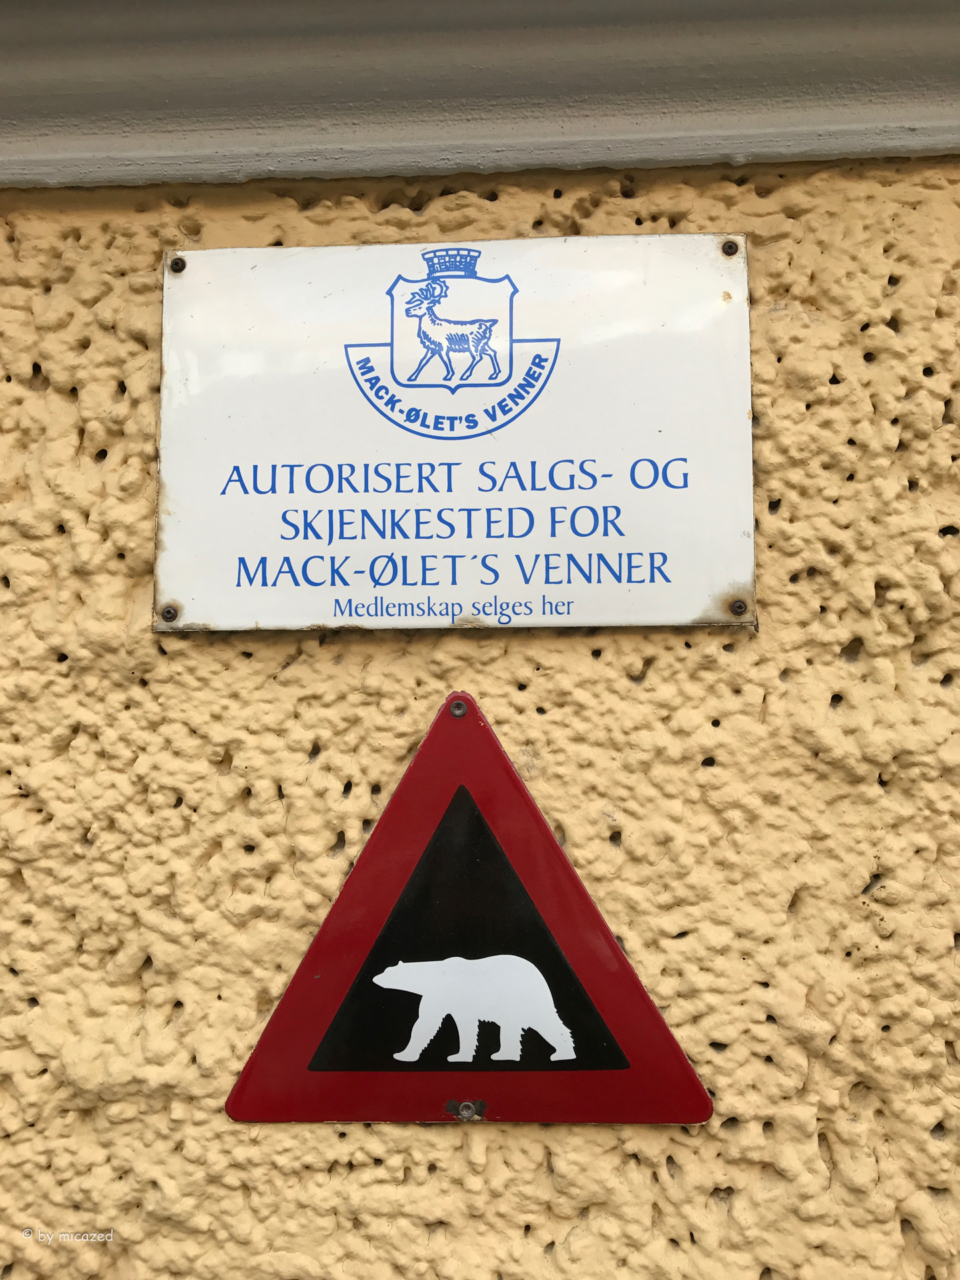 MACK-ØLET'S VENNER
AUTORISERT SALGS- OG
SKJENKESTED FOR
MACK-ØLET´S VENNER
Medlemskap selges her
© by micazed